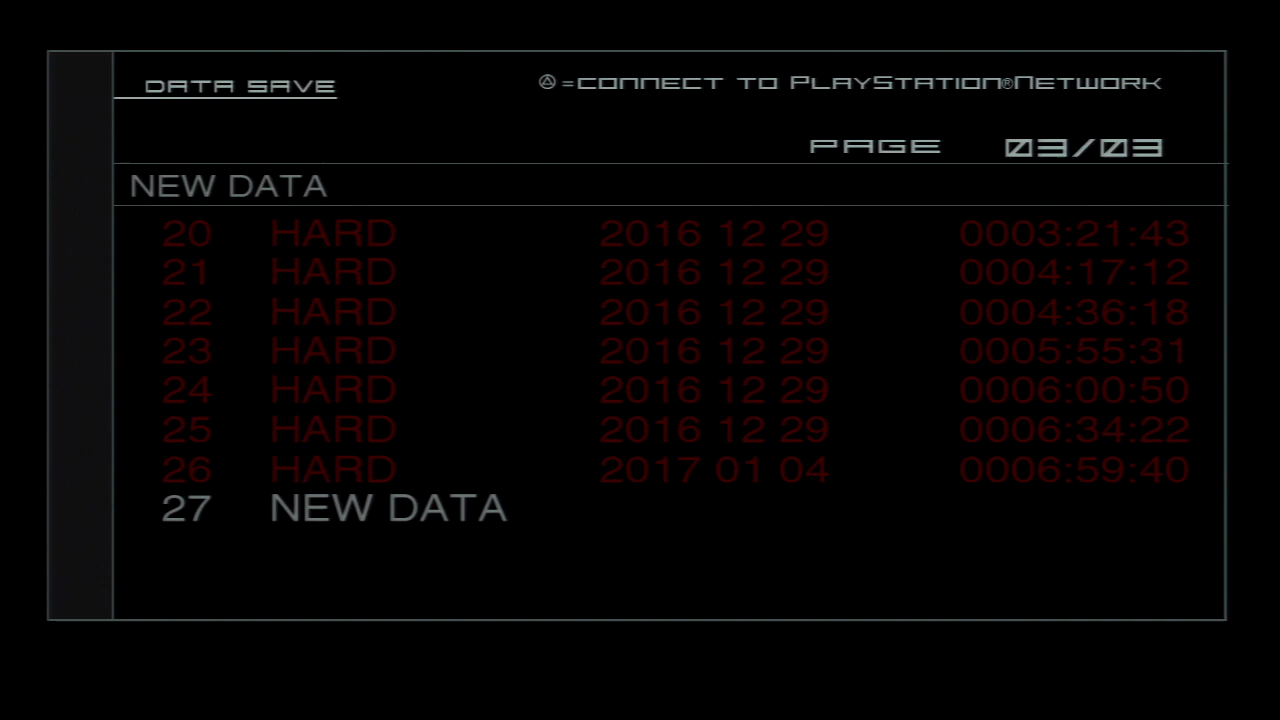 DATA SAVE
Ⓐ=CONNECT TO PLAYSTATION®NETWORK
PAGE 03/03
NEW DATA
20 HARD 2016 12 29 0003:21:43
21 HARD 2016 12 29 0004:17:12
22 HARD 2016 12 29 0004:36:18
23 HARD 2016 12 29 0005:55:31
24 HARD 2016 12 29 0006:00:50
25 HARD 2016 12 29 0006:34:22
26 HARD 2017 01 04 0006:59:40
27 NEW DATA